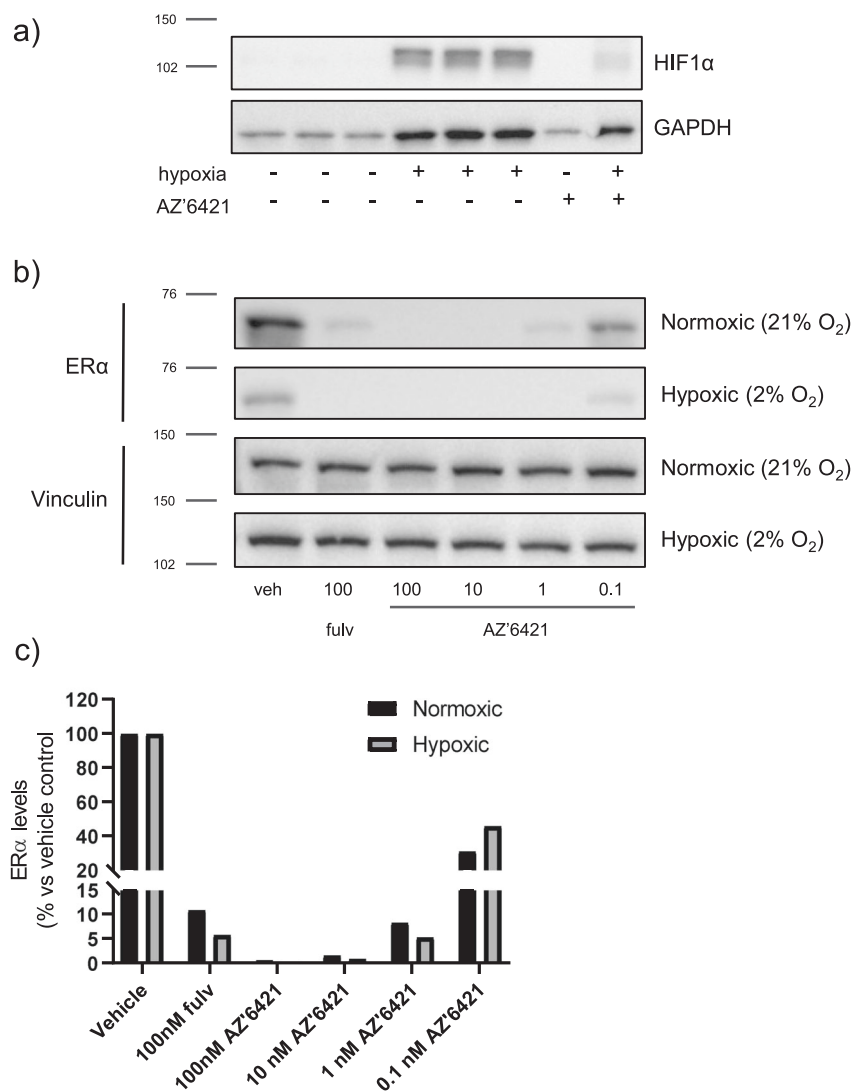 a)
150
102
HIF1α
GAPDH
hypoxia - - - + + + - +
AZ'6421 - - - - - - + +
b)
76
Normoxic (21% O₂)
ERα
76
Hypoxic (2% O₂)
150
Normoxic (21% O₂)
Vinculin
150
Hypoxic (2% O₂)
102
veh 100 100 10 1 0.1
fulv AZ'6421
c)
ERα levels
(% vs vehicle control
120
100
80
60
40
20
15
10
5
0
Normoxic
Hypoxic
Vehicle
100nM fulv
100nM AZ'6421
10 nM AZ'6421
1 nM AZ'6421
0.1 nM AZ'6421